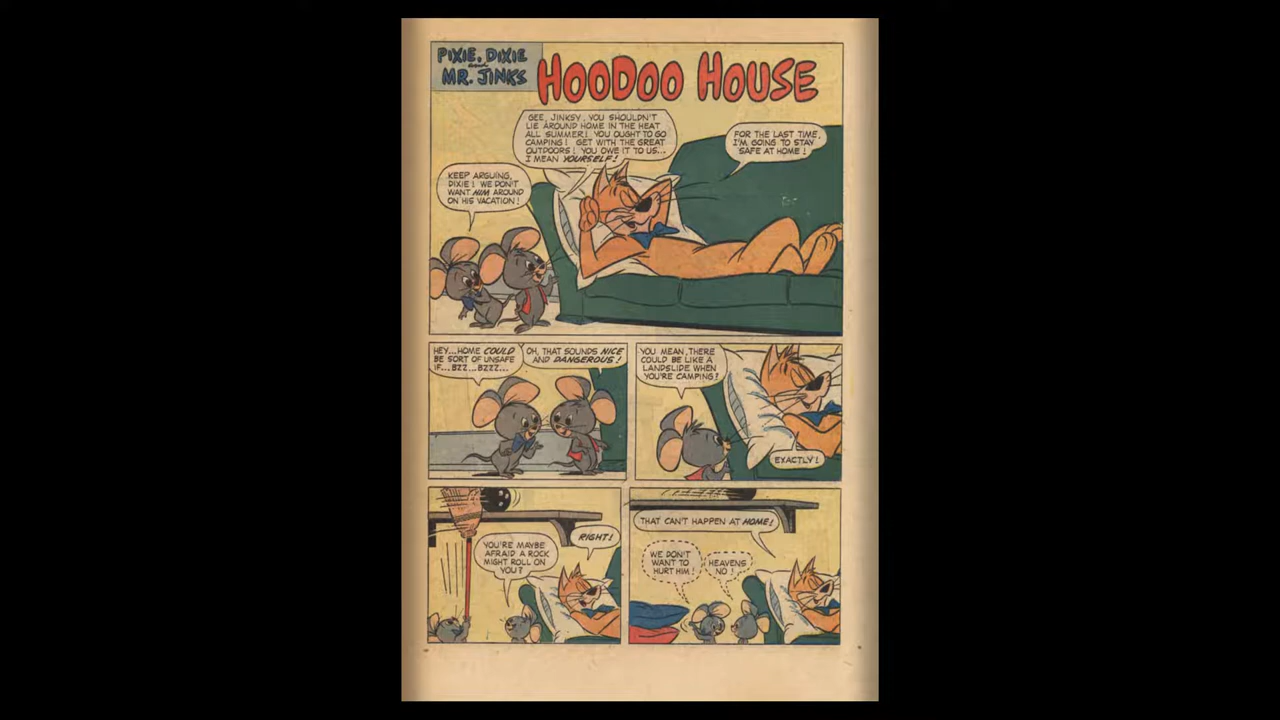 PIXIE, DIXIE
and
MR. JINKS
HOODOO HOUSE
GEE, JINKSY, YOU SHOULDN'T
LIE AROUND HOME IN THE HEAT
ALL SUMMER! YOU OUGHT TO GO
CAMPING! GET WITH THE GREAT
OUTDOORS! YOU OWE IT TO US...
I MEAN YOURSELF!
FOR THE LAST TIME,
I'M GOING TO STAY
SAFE AT HOME!
KEEP ARGUING,
DIXIE! WE DON'T
WANT HIM AROUND
ON HIS VACATION!
HEY...HOME COULD
BE SORT OF UNSAFE
IF...BZZ...BZZZ...
OH, THAT SOUNDS NICE
AND DANGEROUS!
YOU MEAN, THERE
COULD BE LIKE A
LANDSLIDE WHEN
YOU'RE CAMPING?
EXACTLY!
YOU'RE MAYBE
AFRAID A ROCK
MIGHT ROLL ON
YOU?
RIGHT!
THAT CAN'T HAPPEN AT HOME!
WE DON'T
WANT TO
HURT HIM!
HEAVENS
NO!